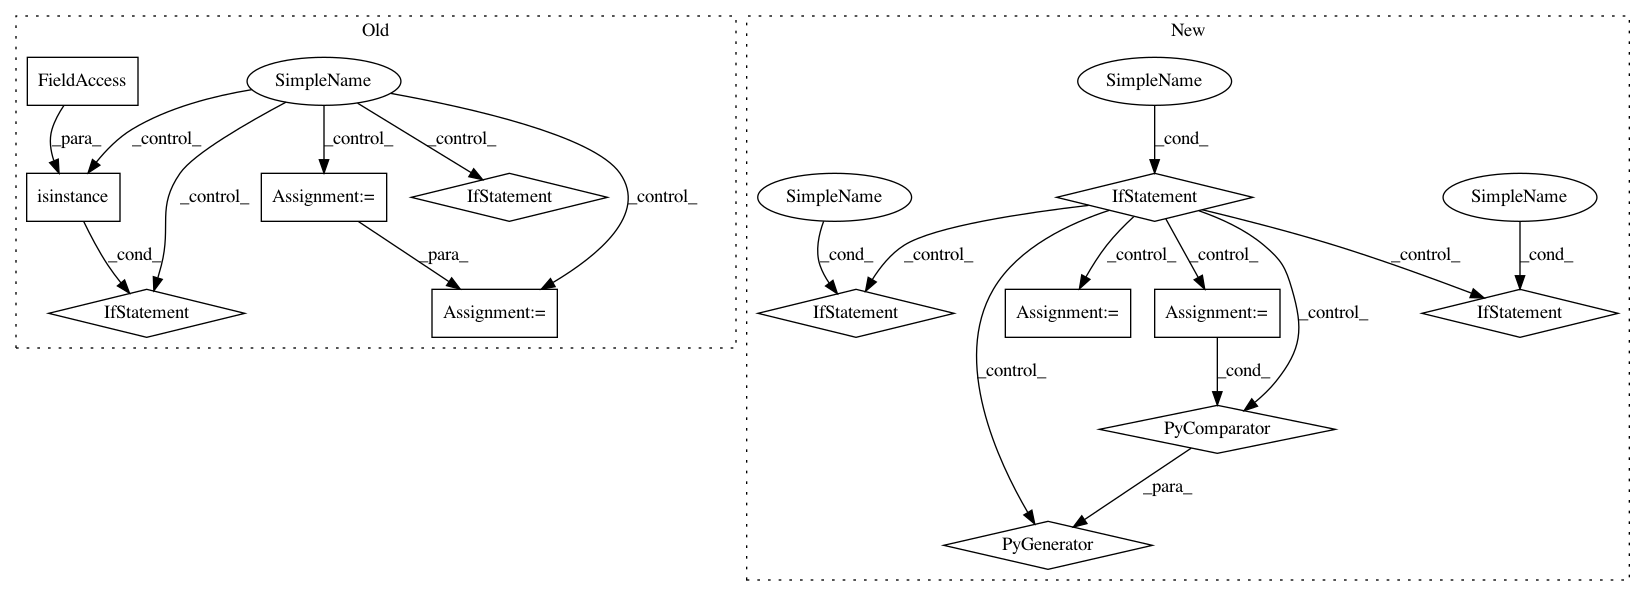 Old
New
FieldAccess
SimpleName
SimpleName
_para_
_control_
_control_
_control_
_cond_
isinstance
_control_
Assignment:=
IfStatement
_control_
SimpleName
IfStatement
SimpleName
_cond_
_para_
_cond_
_control_
_control_
_control_
_control_
_cond_
IfStatement
Assignment:=
IfStatement
Assignment:=
Assignment:=
_control_
IfStatement
_control_
_cond_
PyComparator
_para_
PyGenerator